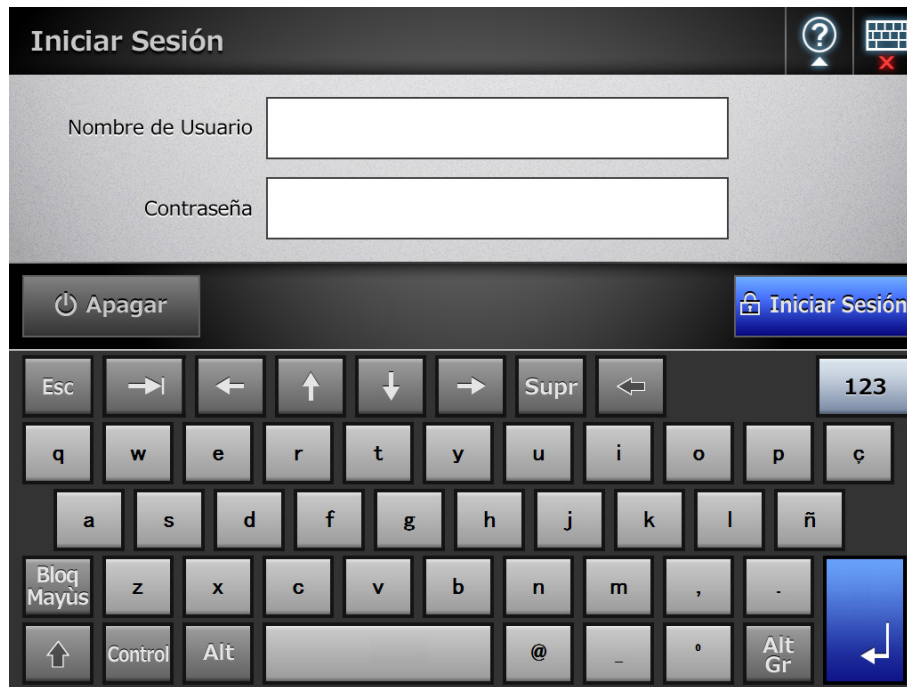 Iniciar Sesión ?
Nombre de Usuario
Contraseña
Apagar Iniciar Sesión
Esc Supr 123
q w e r t y u i o p ç
a s d f g h j k l ñ
Bloq
Mayùs z x c v b n m , .
Control Alt @ _ º Alt
Gr